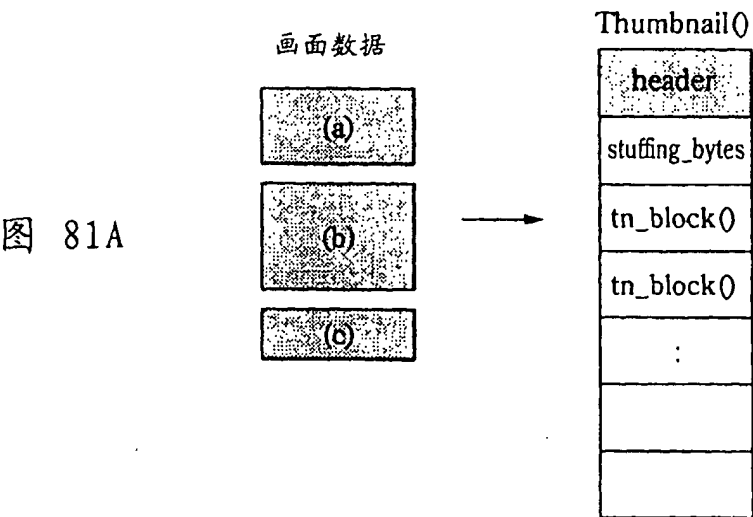 图 81A
画面数据
(a)
(b)
(c)
Thumbnail()
header
stuffing_bytes
tn_block()
tn_block()
: